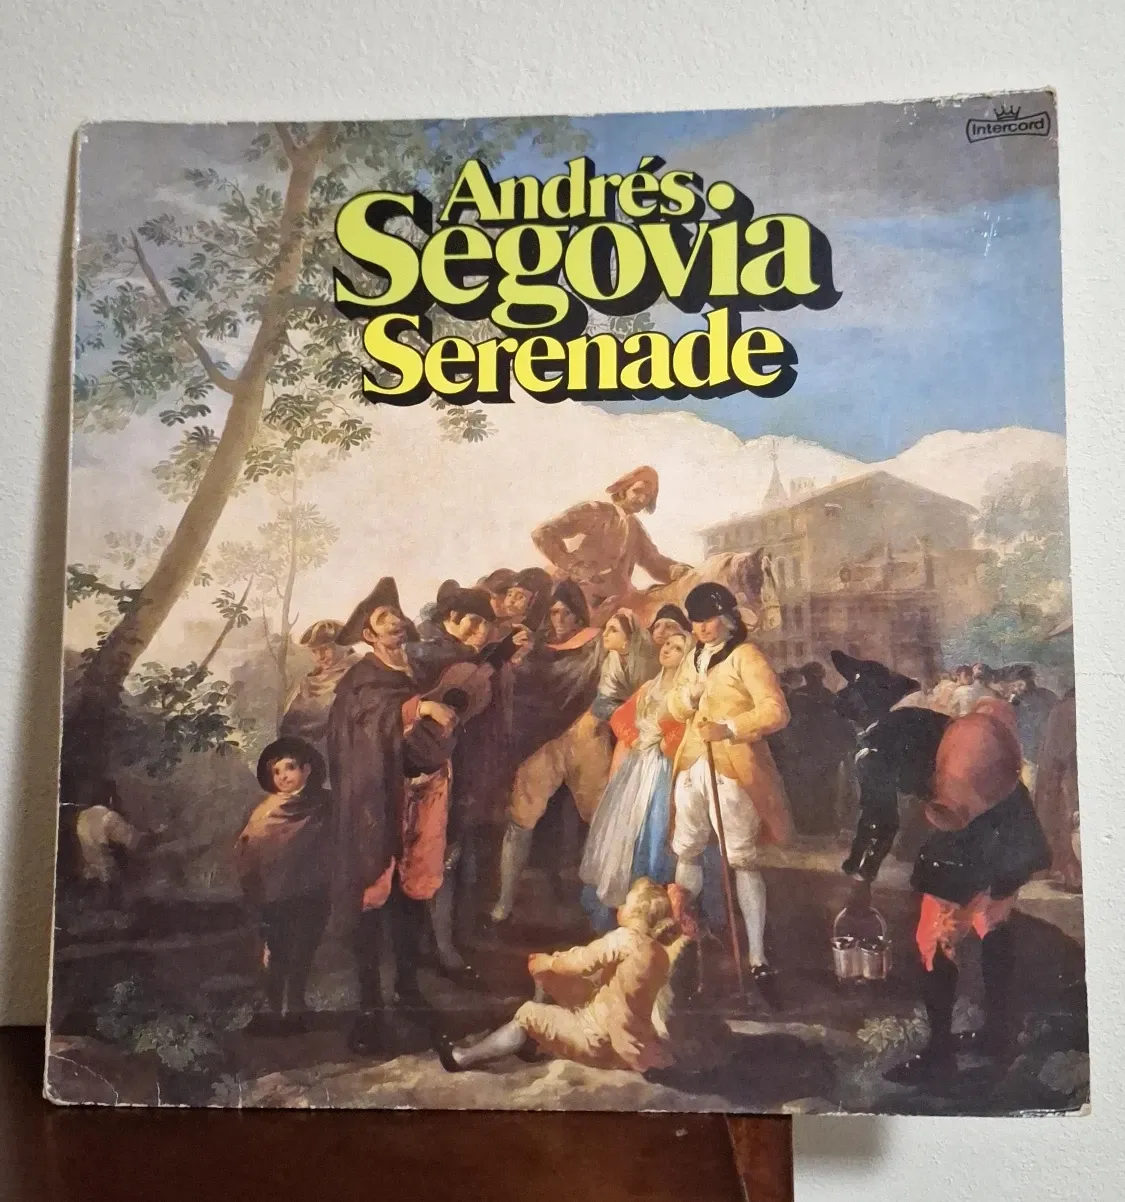 Intercord
Andrés
Segovia
Serenade